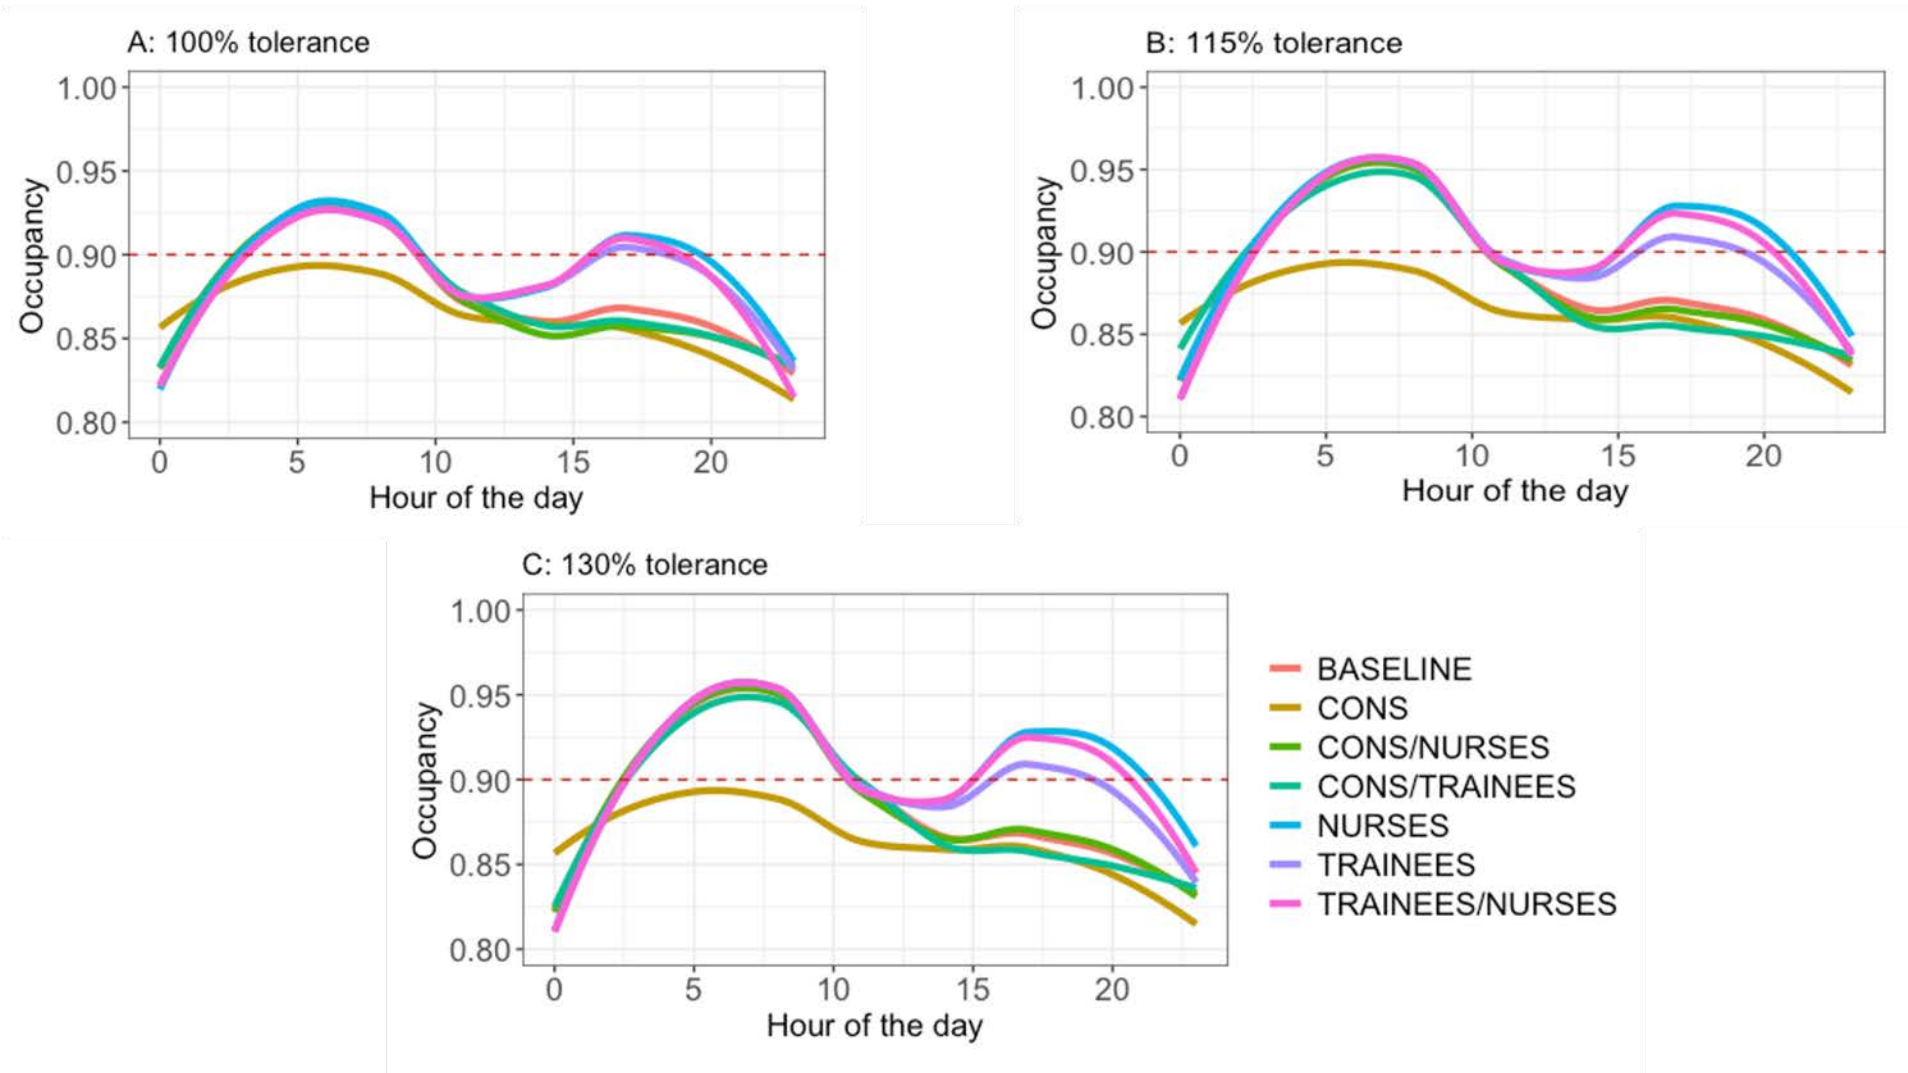 A: 100% tolerance
1.00
0.95
0.90
0.85
0.80
Occupancy
0 5 10 15 20
Hour of the day
B: 115% tolerance
1.00
0.95
0.90
0.85
0.80
Occupancy
0 5 10 15 20
Hour of the day
C: 130% tolerance
1.00
0.95
0.90
0.85
0.80
Occupancy
0 5 10 15 20
Hour of the day
BASELINE
CONS
CONS/NURSES
CONS/TRAINEES
NURSES
TRAINEES
TRAINEES/NURSES